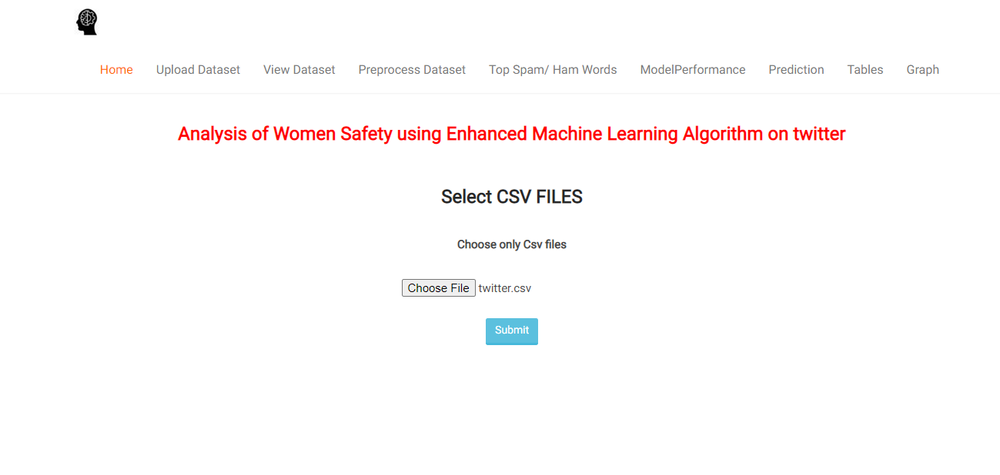 Home Upload Dataset View Dataset Preprocess Dataset Top Spam/ Ham Words ModelPerformance Prediction Tables Graph
Analysis of Women Safety using Enhanced Machine Learning Algorithm on twitter
Select CSV FILES
Choose only Csv files
Choose File twitter.csv
Submit